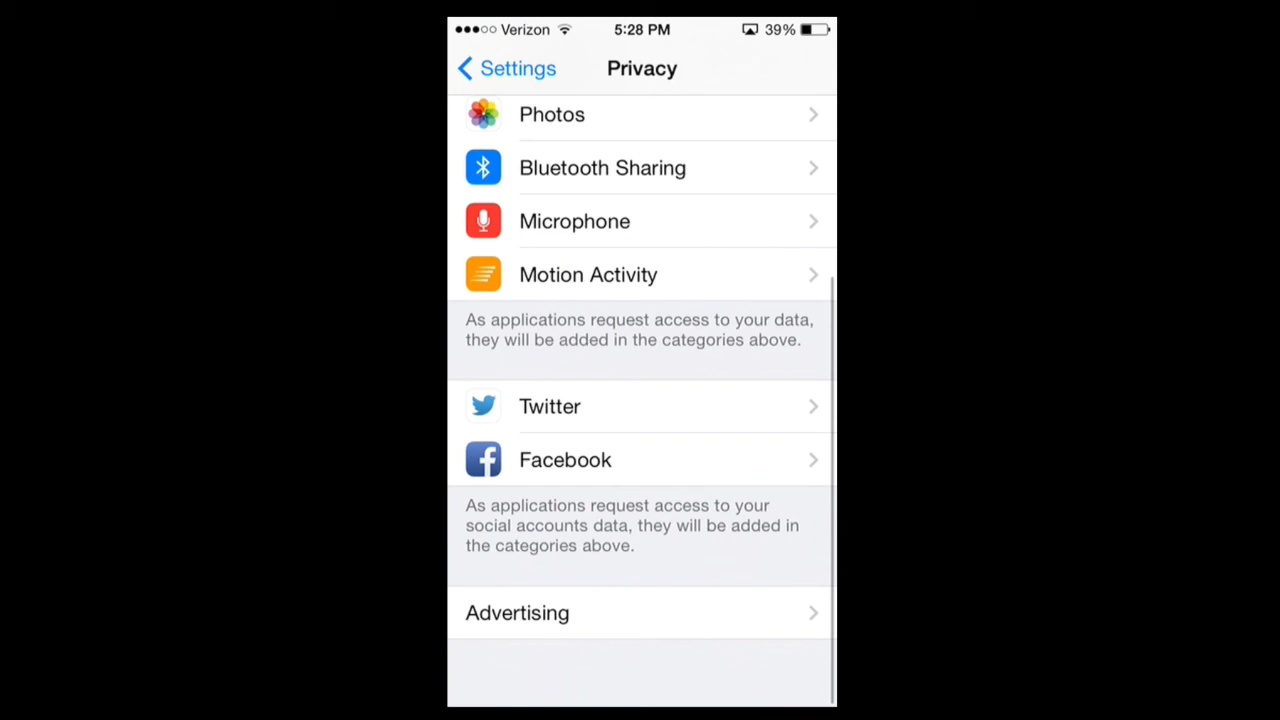 Verizon 5:28 PM 39%
Settings Privacy
Photos
Bluetooth Sharing
Microphone
Motion Activity
As applications request access to your data,
they will be added in the categories above.
Twitter
Facebook
As applications request access to your
social accounts data, they will be added in
the categories above.
Advertising